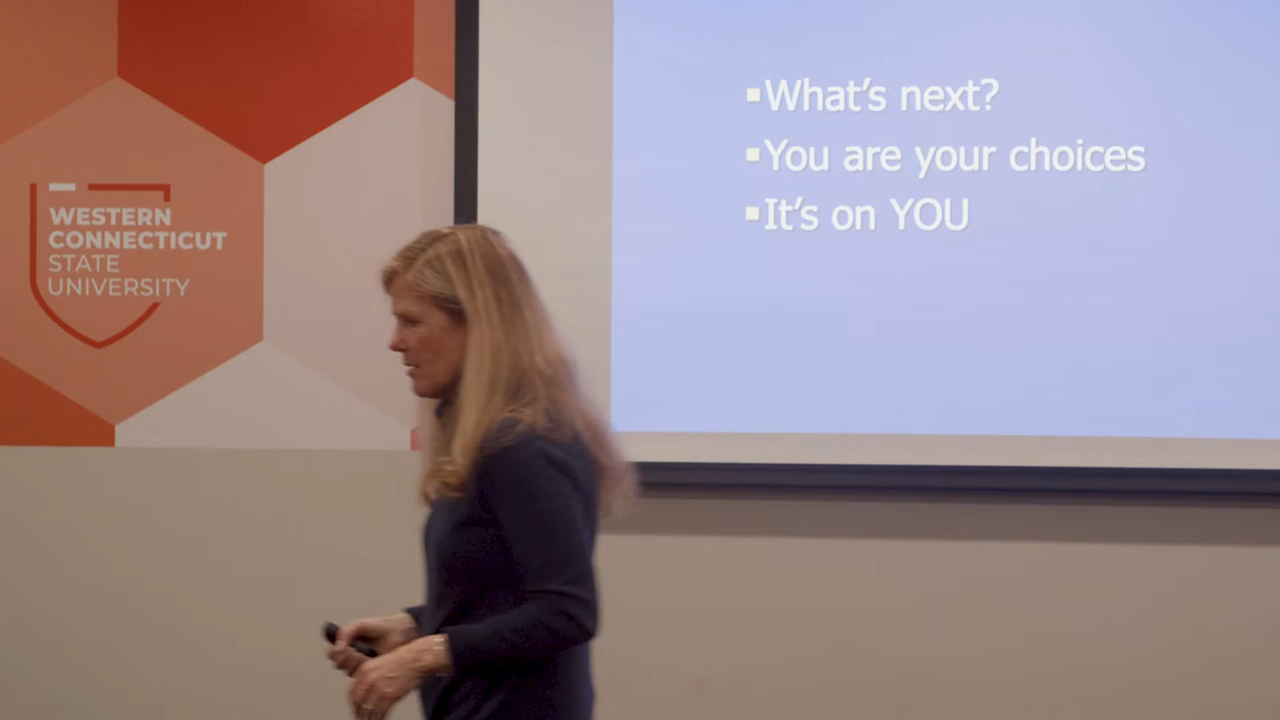 WESTERN
CONNECTICUT
STATE
UNIVERSITY
▪What's next?
▪You are your choices
▪It's on YOU